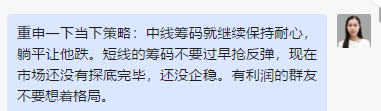 重申一下当下策略：中线筹码就继续保持耐心，
躺平让他跌。短线的筹码不要过早抢反弹，现在
市场还没有探底完毕，还没企稳。有利润的群友
不要想着格局。